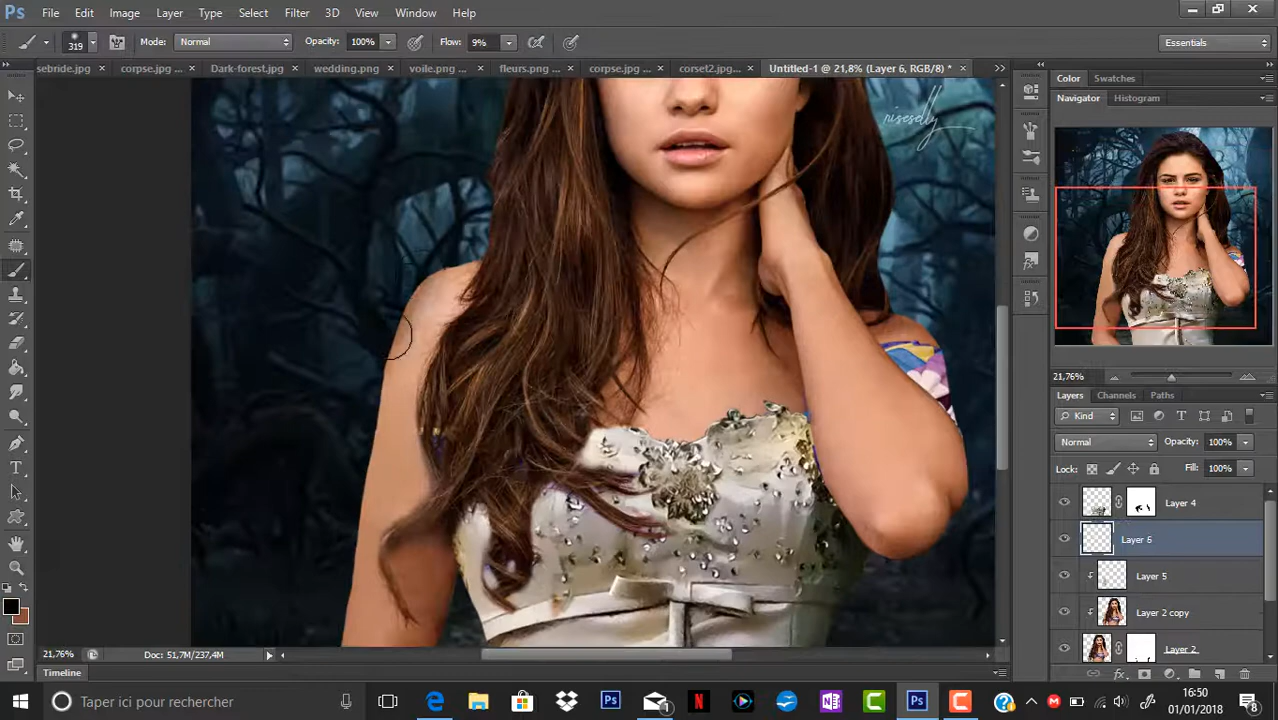 Ps File Edit Image Layer Type Select Filter 3D View Window Help
319 Mode: Normal Opacity: 100% Flow: 9% Essentials
sebride.jpg × corpse.jpg ... × Dark-forest.jpg × wedding.png × voile.png ... × fleurs.png ... × corpse.jpg ... × corset2.jpg... × Untitled-1 @ 21,8% (Layer 6, RGB/8) * × >>
Color Swatches
Navigator Histogram
riseselly
21,76%
Layers Channels Paths
Kind
Normal Opacity: 100%
Lock: Fill: 100%
Layer 4
Layer 6
Layer 5
Layer 2 copy
Layer 2
21,76% Doc: 51,7M/237,4M
Timeline
Taper ici pour rechercher
16:50
01/01/2018
8